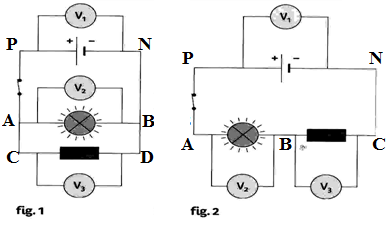 V₁
P
+
−
N
V₂
A
B
C
D
V₃
fig. 1
V₁
P
+
−
N
A
B
C
V₂
V₃
fig. 2